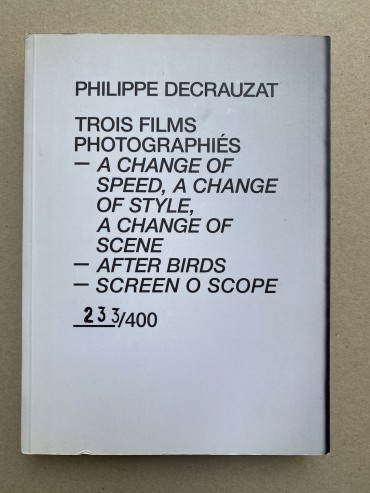 PHILIPPE DECRAUZAT
TROIS FILMS
PHOTOGRAPHIÉS
— A CHANGE OF
SPEED, A CHANGE
OF STYLE,
A CHANGE OF
SCENE
— AFTER BIRDS
— SCREEN O SCOPE
233/400